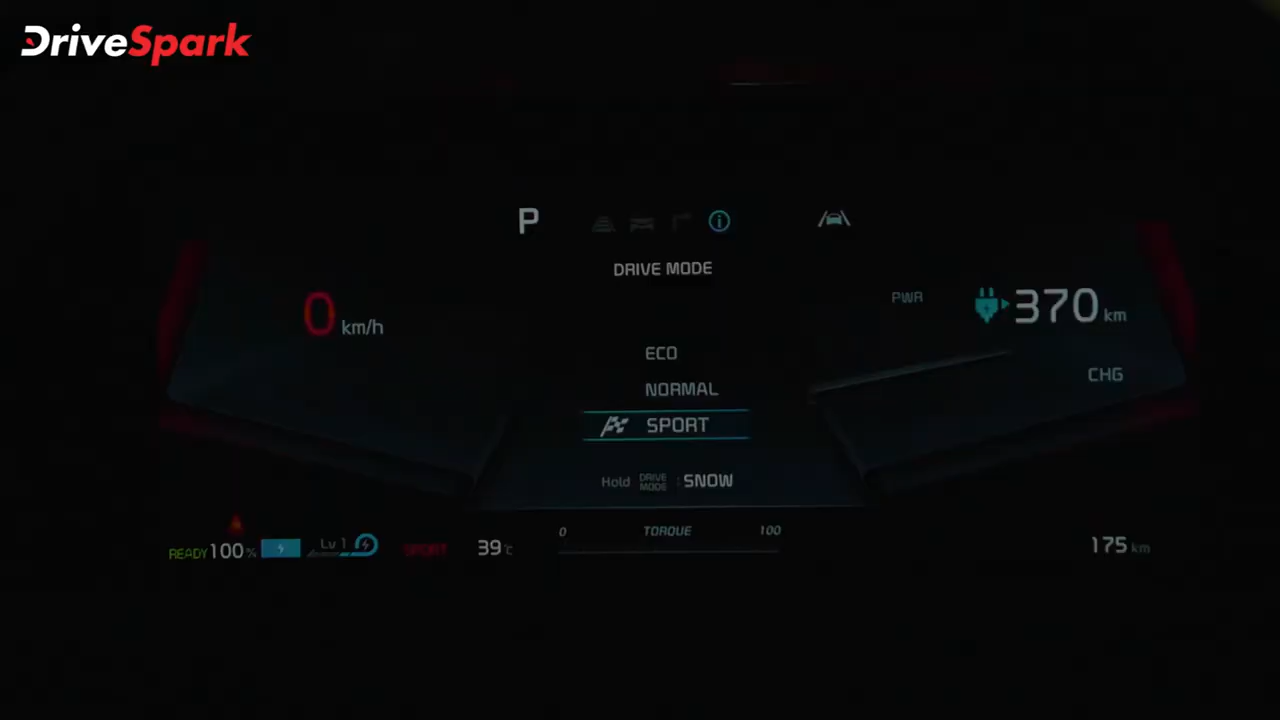 DriveSpark
P
DRIVE MODE
0 km/h
PWR
370 km
ECO
NORMAL
CHG
SPORT
Hold DRIVE MODE : SNOW
0 TORQUE 100
READY 100% Lv 1 SPORT 39°C
175 km